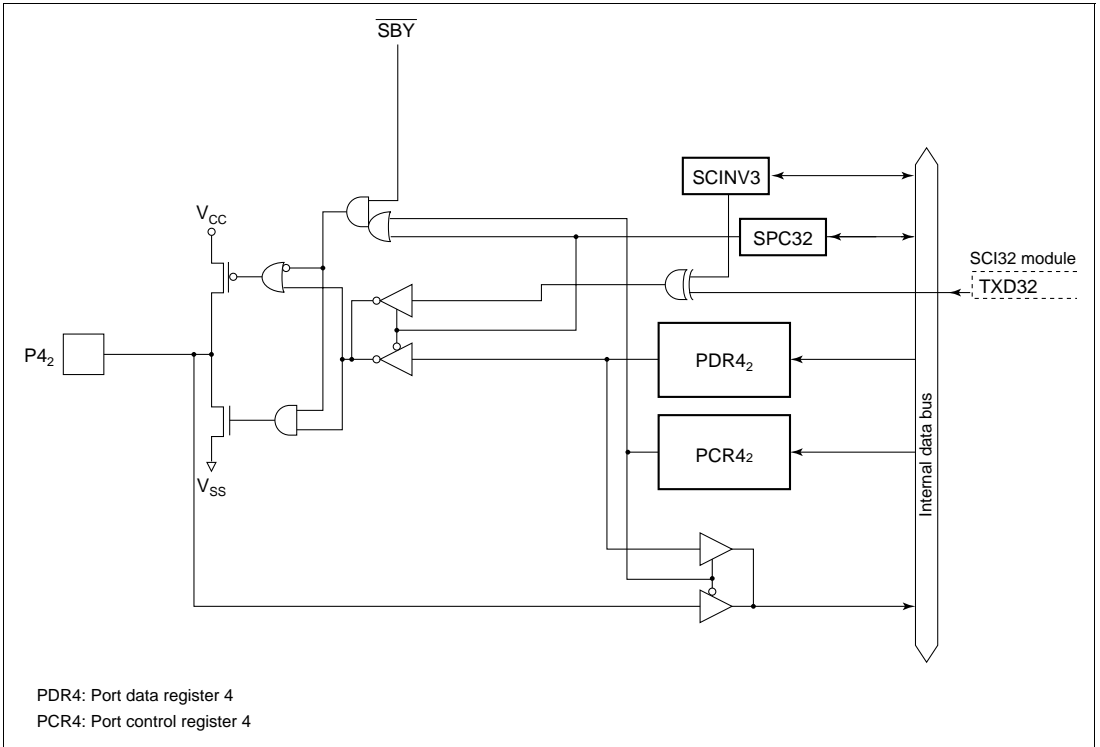 SBY
SCINV3
VCC
SPC32
SCI32 module
TXD32
P42
PDR42
PCR42
VSS
Internal data bus
PDR4: Port data register 4
PCR4: Port control register 4